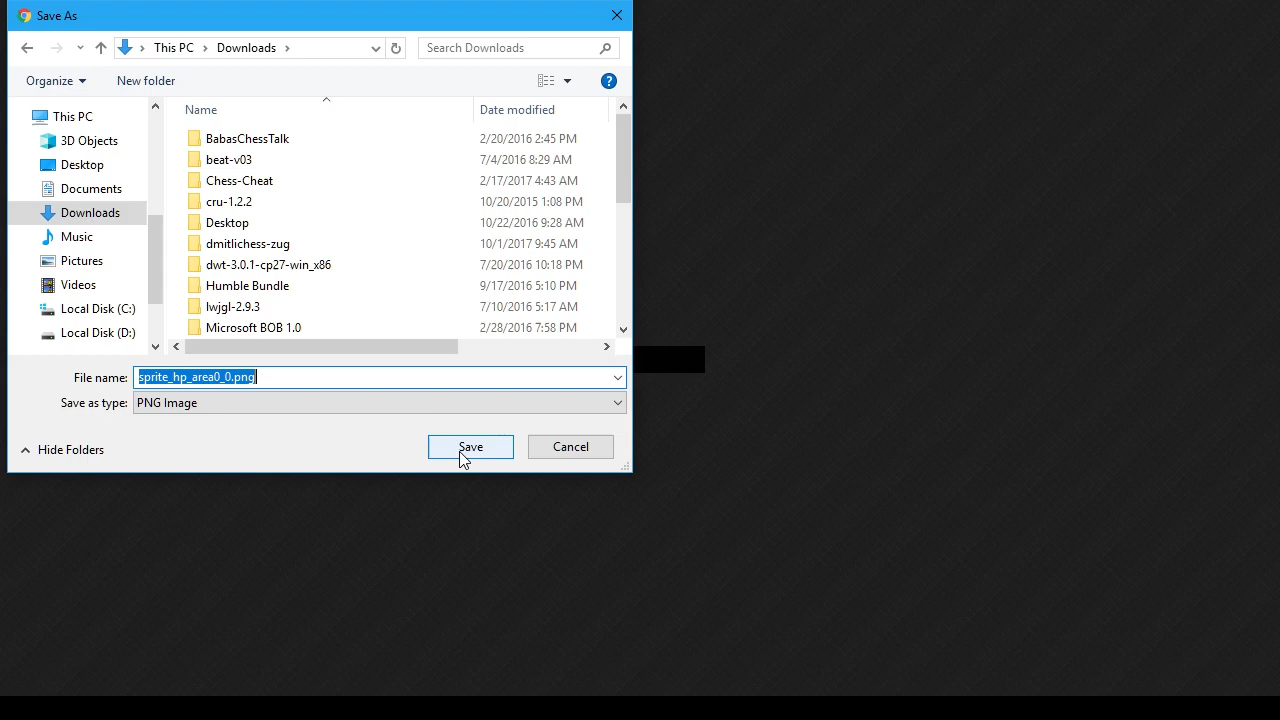 Save As
This PC
Downloads
Search Downloads
Organize
New folder
?
Name
Date modified
This PC
3D Objects
Desktop
Documents
Downloads
Music
Pictures
Videos
Local Disk (C:)
Local Disk (D:)
BabasChessTalk 2/20/2016 2:45 PM
beat-v03 7/4/2016 8:29 AM
Chess-Cheat 2/17/2017 4:43 AM
cru-1.2.2 10/20/2015 1:08 PM
Desktop 10/22/2016 9:28 AM
dmitlichess-zug 10/1/2017 9:45 AM
dwt-3.0.1-cp27-win_x86 7/20/2016 10:18 PM
Humble Bundle 9/17/2016 5:10 PM
lwjgl-2.9.3 7/10/2016 5:17 AM
Microsoft BOB 1.0 2/28/2016 7:58 PM
File name: sprite_hp_area0_0.png
Save as type: PNG Image
Hide Folders
Save
Cancel